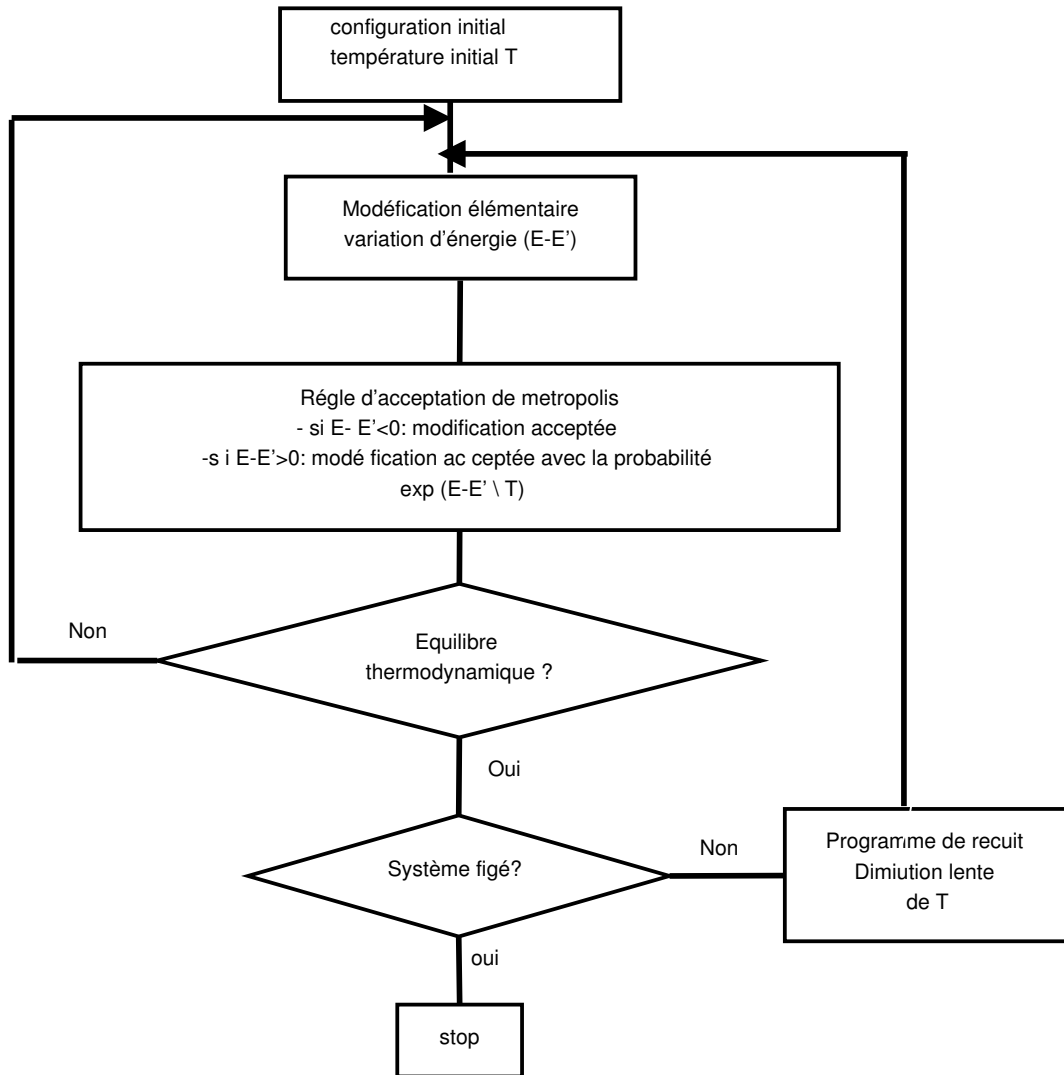 configuration initial
température initial T
Modéfication élémentaire
variation d’énergie (E-E’)
Régle d’acceptation de metropolis
- si E- E’<0: modification acceptée
-s i E-E’>0: modé fication ac ceptée avec la probabilité
exp (E-E’ \ T)
Non
Equilibre
thermodynamique ?
Oui
Système figé?
Non
Programme de recuit
Dimiution lente
de T
oui
stop